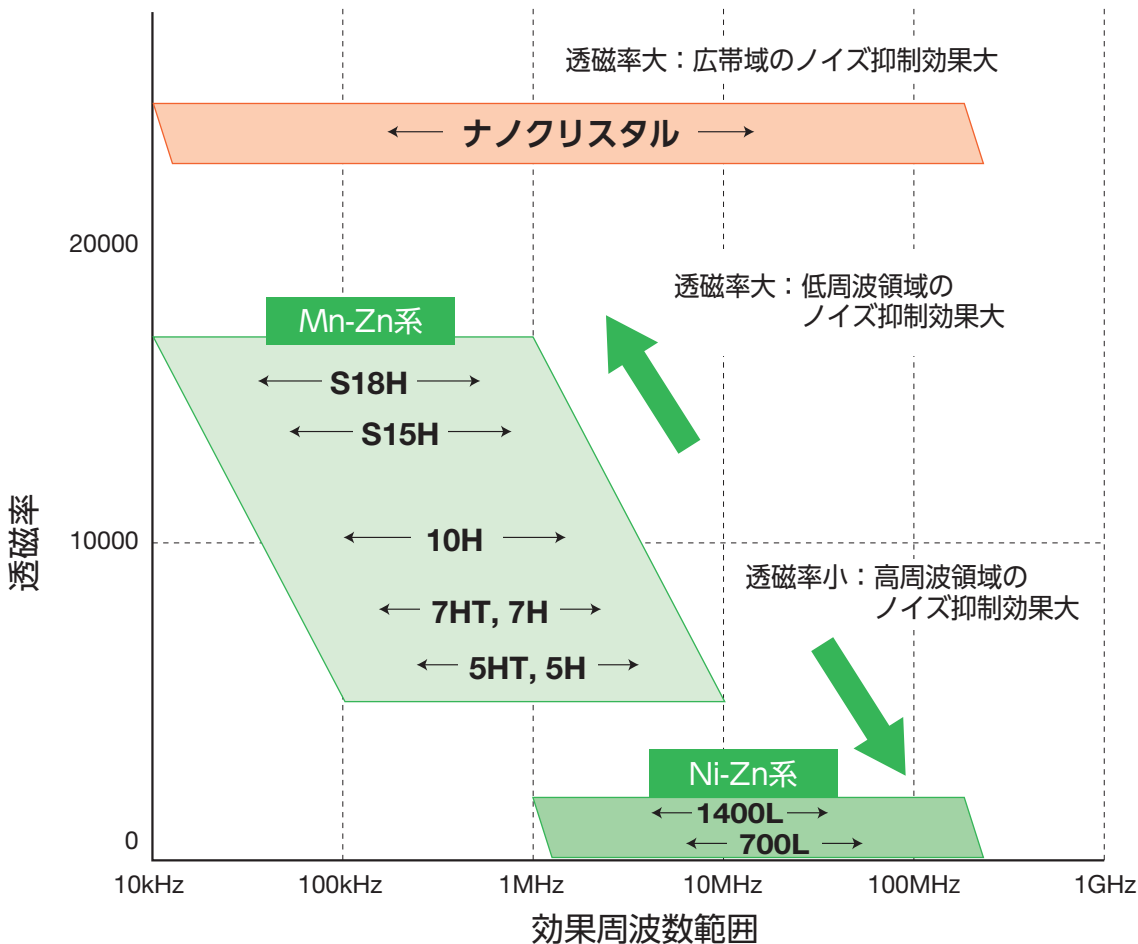 透磁率大：広帯域のノイズ抑制効果大
ナノクリスタル
20000
透磁率大：低周波領域の
ノイズ抑制効果大
Mn-Zn系
S18H
S15H
透磁率
10000
10H
透磁率小：高周波領域の
ノイズ抑制効果大
7HT, 7H
5HT, 5H
Ni-Zn系
1400L
700L
0
10kHz 100kHz 1MHz 10MHz 100MHz 1GHz
効果周波数範囲